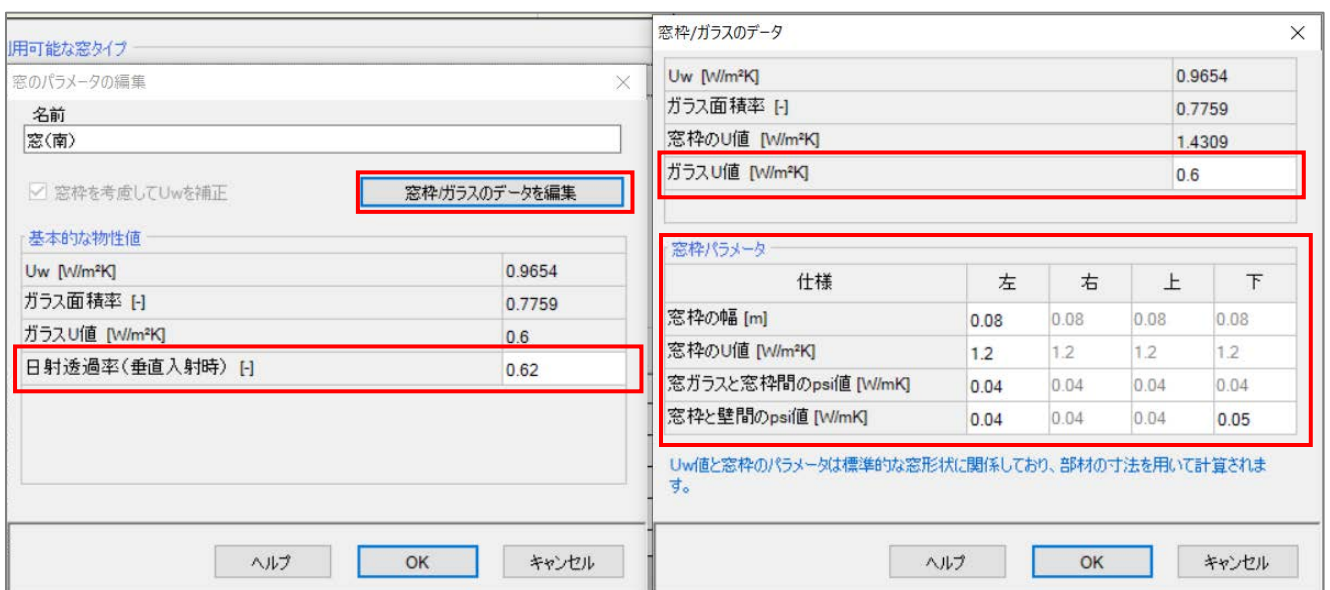 用可能な窓タイプ
窓のパラメータの編集
名前
窓(南)
窓枠を考慮してUwを補正
窓枠/ガラスのデータを編集
基本的な物性値
Uw [W/m²K] 0.9654
ガラス面積率 [-] 0.7759
ガラスU値 [W/m²K] 0.6
日射透過率(垂直入射時) [-] 0.62
ヘルプ OK キャンセル
窓枠/ガラスのデータ
Uw [W/m²K] 0.9654
ガラス面積率 [-] 0.7759
窓枠のU値 [W/m²K] 1.4309
ガラスU値 [W/m²K] 0.6
窓枠パラメータ
仕様 左 右 上 下
窓枠の幅 [m] 0.08 0.08 0.08 0.08
窓枠のU値 [W/m²K] 1.2 1.2 1.2 1.2
窓ガラスと窓枠間のpsi値 [W/mK] 0.04 0.04 0.04 0.04
窓枠と壁間のpsi値 [W/mK] 0.04 0.04 0.04 0.05
Uw値と窓枠のパラメータは標準的な窓形状に関係しており、部材の寸法を用いて計算されま
す。
ヘルプ OK キャンセル